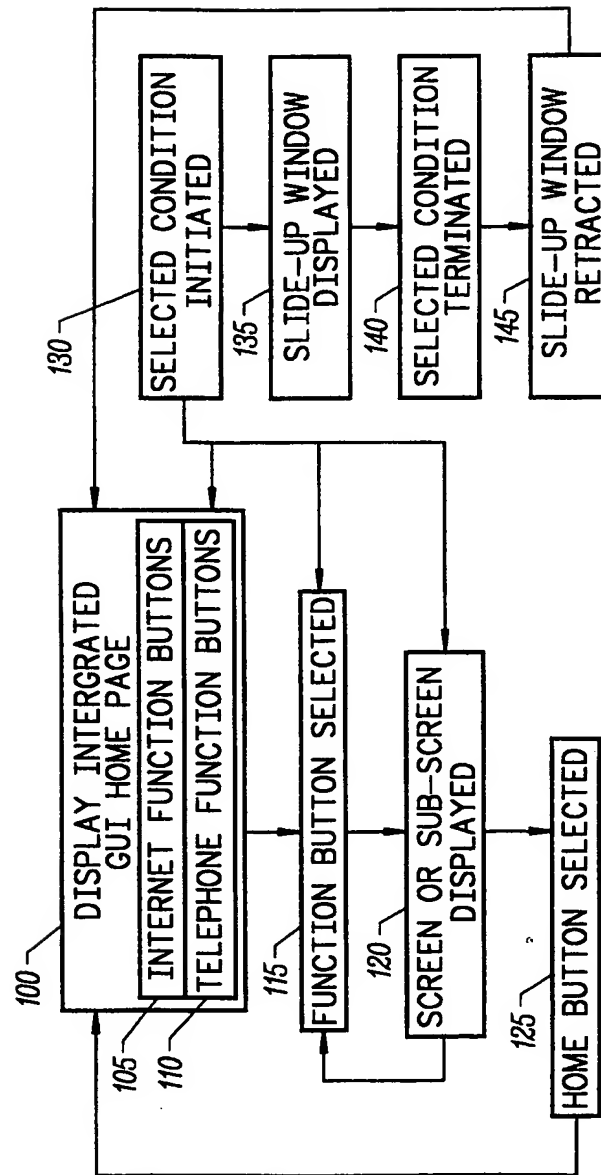 100
DISPLAY INTERGRATED
GUI HOME PAGE
105
INTERNET FUNCTION BUTTONS
110
TELEPHONE FUNCTION BUTTONS
115
FUNCTION BUTTON SELECTED
120
SCREEN OR SUB-SCREEN
DISPLAYED
125
HOME BUTTON SELECTED
130
SELECTED CONDITION
INITIATED
135
SLIDE-UP WINDOW
DISPLAYED
140
SELECTED CONDITION
TERMINATED
145
SLIDE-UP WINDOW
RETRACTED